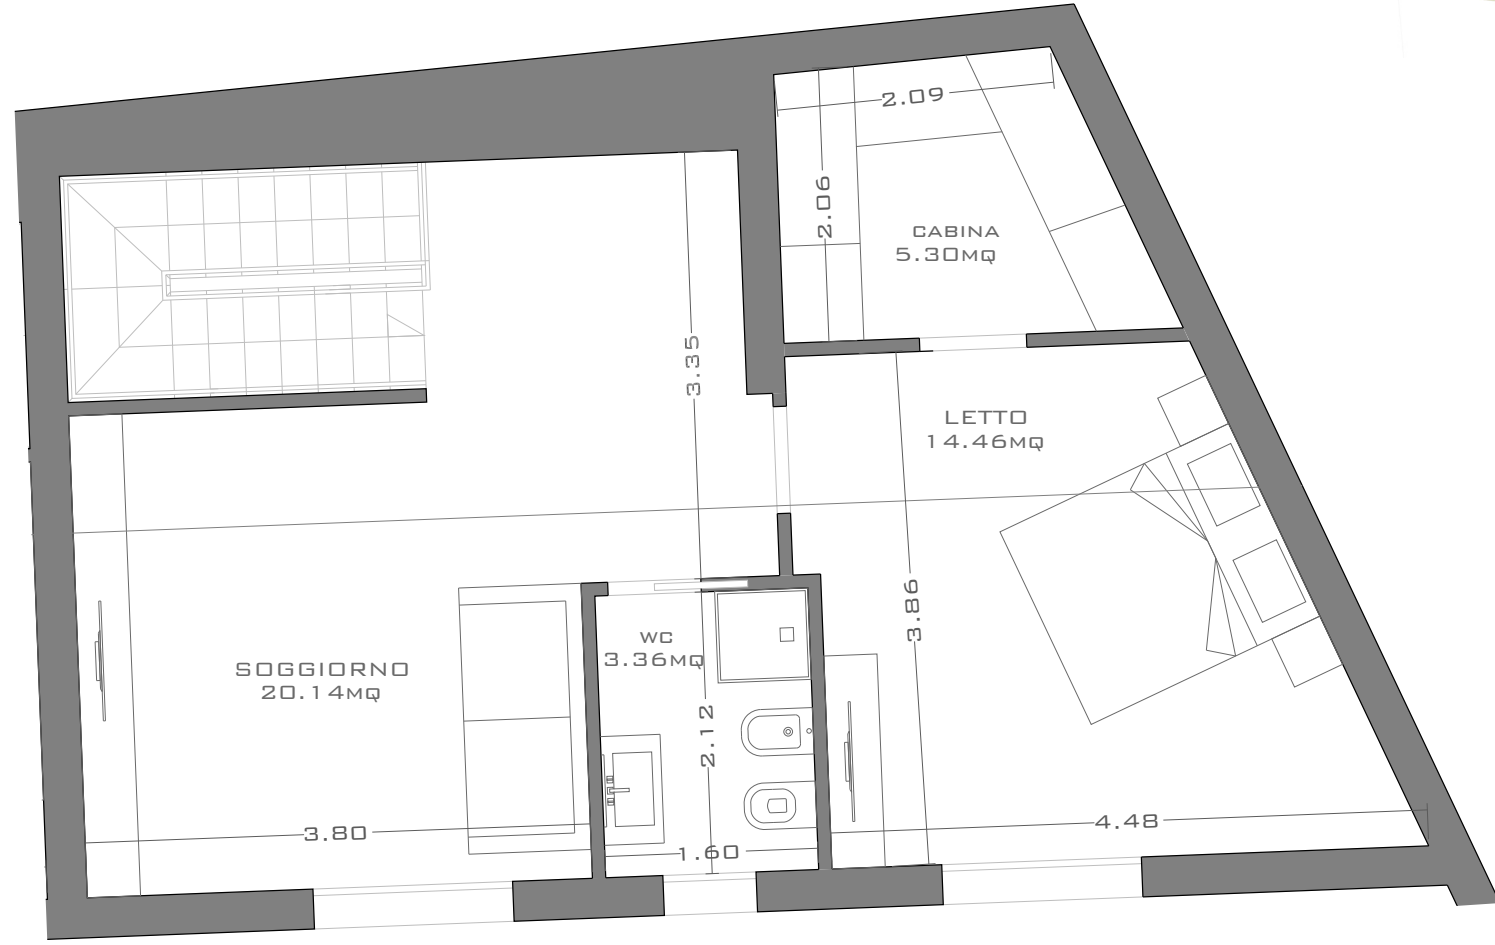 2.09
2.06
CABINA
5.30MQ
3.35
LETTO
14.46MQ
3.86
WC
3.36MQ
SOGGIORNO
20.14MQ
2.12
3.80
1.60
4.48